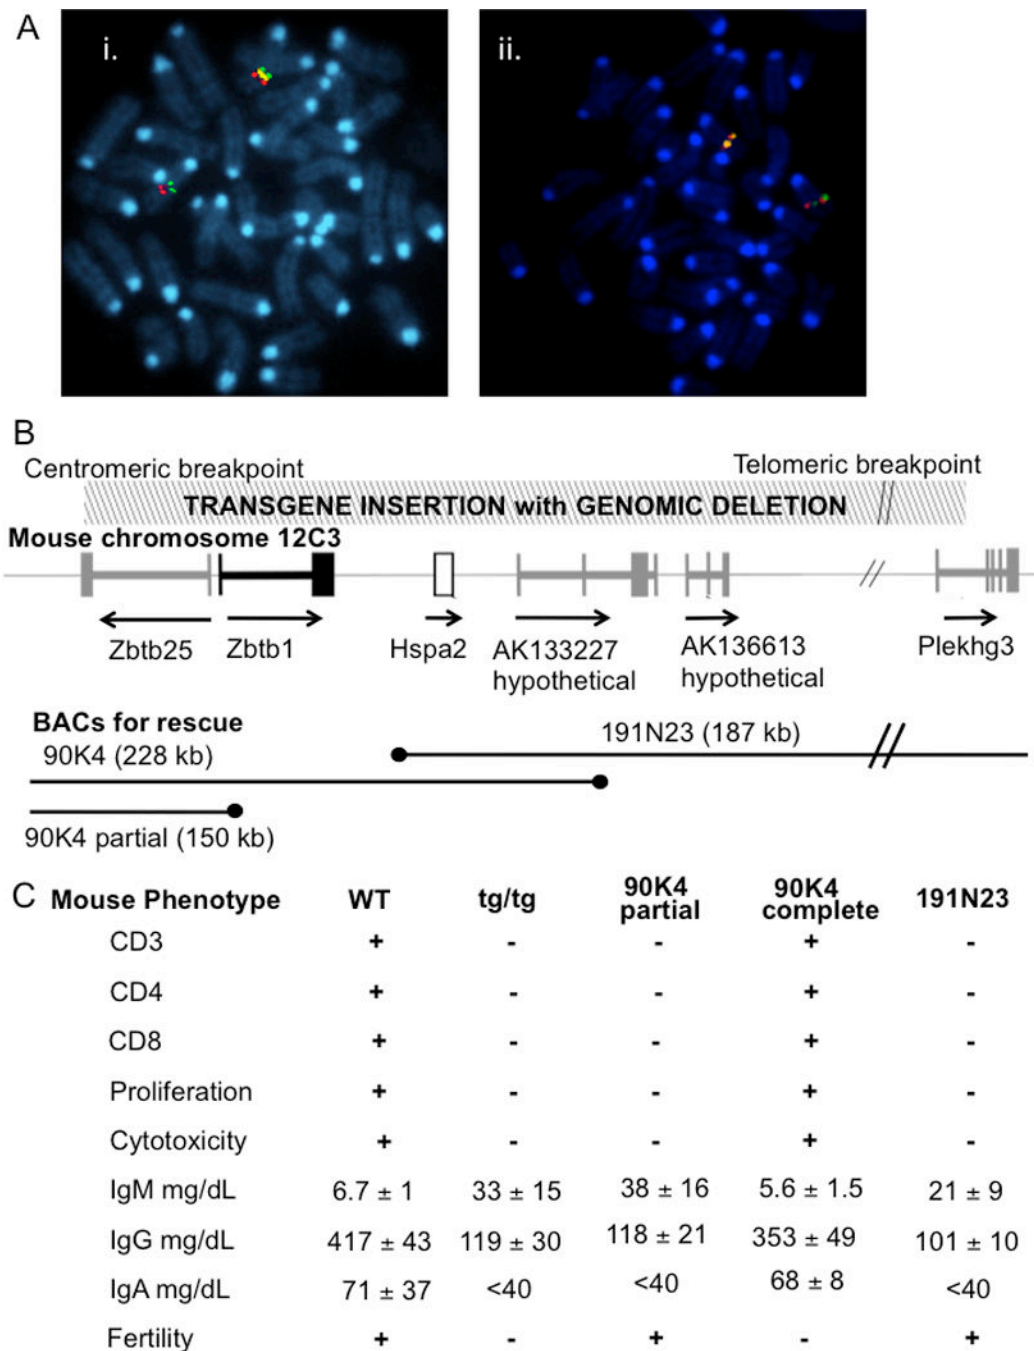 A
i.
ii.
B
Centromeric breakpoint
Telomeric breakpoint
TRANSGENE INSERTION with GENOMIC DELETION
Mouse chromosome 12C3
Zbtb25 Zbtb1 Hspa2 AK133227 hypothetical AK136613 hypothetical Plekhg3
BACs for rescue
191N23 (187 kb)
90K4 (228 kb)
90K4 partial (150 kb)
C Mouse Phenotype WT tg/tg 90K4 partial 90K4 complete 191N23
CD3 + - - + -
CD4 + - - + -
CD8 + - - + -
Proliferation + - - + -
Cytotoxicity + - - + -
IgM mg/dL 6.7 ± 1 33 ± 15 38 ± 16 5.6 ± 1.5 21 ± 9
IgG mg/dL 417 ± 43 119 ± 30 118 ± 21 353 ± 49 101 ± 10
IgA mg/dL 71 ± 37 <40 <40 68 ± 8 <40
Fertility + - + - +